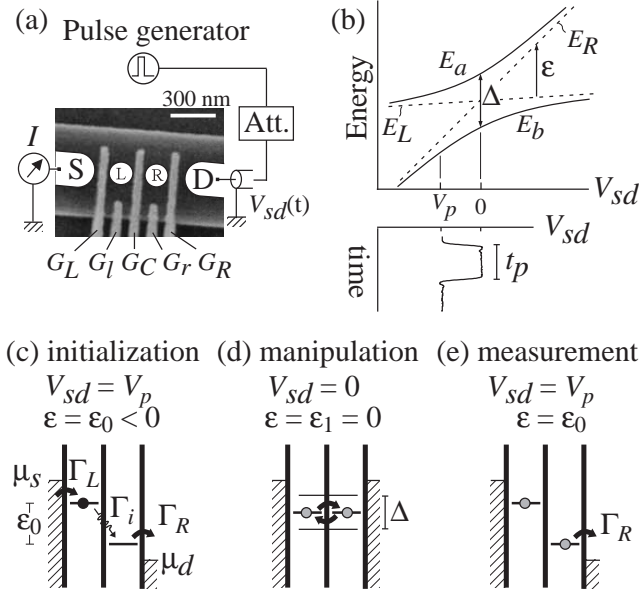 (a)
Pulse generator
300 nm
Att.
I
S
L
R
D
V_sd(t)
G_L G_l G_C G_r G_R
(b)
Energy
E_a
E_R
ε
Δ
E_L
E_b
V_sd
V_p
0
V_sd
time
t_p
(c) initialization
V_sd = V_p
ε = ε_0 < 0
μ_s
Γ_L
Γ_i
Γ_R
ε_0
μ_d
(d) manipulation
V_sd = 0
ε = ε_1 = 0
Δ
(e) measurement
V_sd = V_p
ε = ε_0
Γ_R